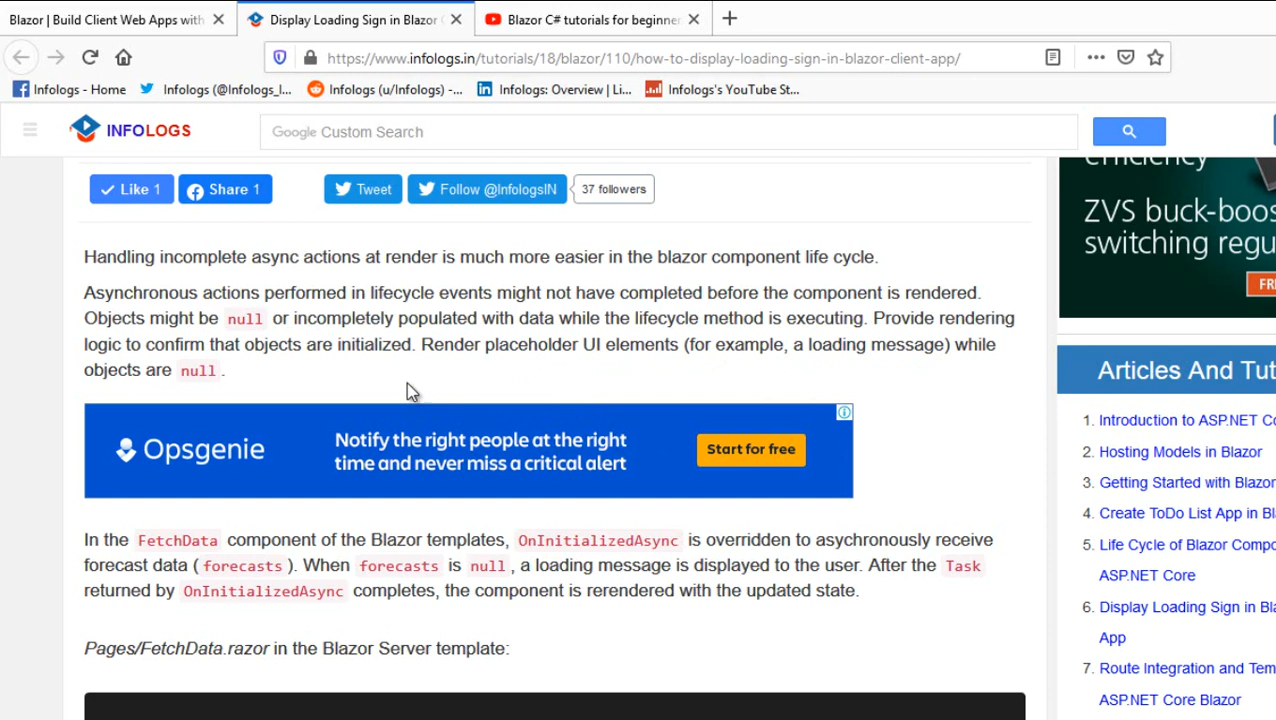 Blazor | Build Client Web Apps with
Display Loading Sign in Blazor
Blazor C# tutorials for beginne
https://www.infologs.in/tutorials/18/blazor/110/how-to-display-loading-sign-in-blazor-client-app/
Infologs - Home
Infologs (@Infologs_I...
Infologs (u/Infologs) -...
Infologs: Overview | Li...
Infologs's YouTube St...
INFOLOGS
Google Custom Search
Like 1
Share 1
Tweet
Follow @InfologsIN
37 followers
efficiency
ZVS buck-boos
switching regu
FRE
Handling incomplete async actions at render is much more easier in the blazor component life cycle.
Asynchronous actions performed in lifecycle events might not have completed before the component is rendered.
Objects might be null or incompletely populated with data while the lifecycle method is executing. Provide rendering
logic to confirm that objects are initialized. Render placeholder UI elements (for example, a loading message) while
objects are null.
Opsgenie
Notify the right people at the right
time and never miss a critical alert
Start for free
In the FetchData component of the Blazor templates, OnInitializedAsync is overridden to asychronously receive
forecast data (forecasts). When forecasts is null, a loading message is displayed to the user. After the Task
returned by OnInitializedAsync completes, the component is rerendered with the updated state.
Pages/FetchData.razor in the Blazor Server template:
Articles And Tut
1. Introduction to ASP.NET Co
2. Hosting Models in Blazor
3. Getting Started with Blazor
4. Create ToDo List App in Bl
5. Life Cycle of Blazor Compo
ASP.NET Core
6. Display Loading Sign in Bla
App
7. Route Integration and Tem
ASP.NET Core Blazor